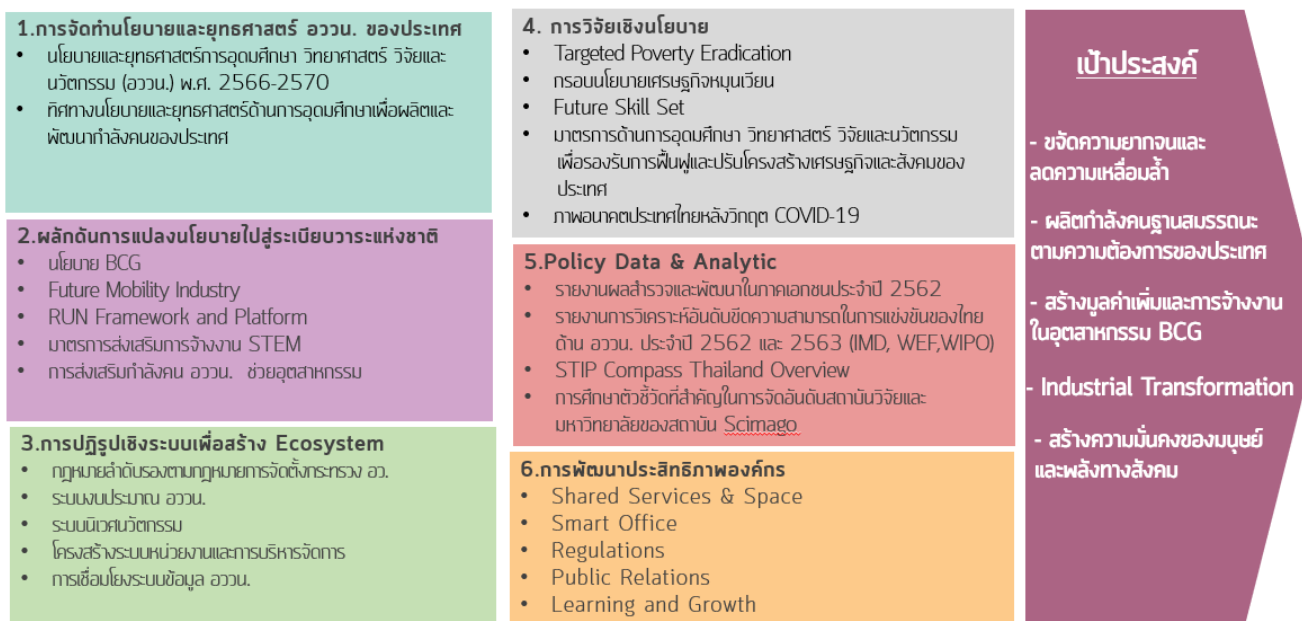 1.การจัดทำนโยบายและยุทธศาสตร์ อววน. ของประเทศ
• นโยบายและยุทธศาสตร์การอุดมศึกษา วิทยาศาสตร์ วิจัยและ
นวัตกรรม (อววน.) พ.ศ. 2566-2570
• ทิศทางนโยบายและยุทธศาสตร์ด้านการอุดมศึกษาเพื่อผลิตและ
พัฒนากำลังคนของประเทศ
2.ผลักดันการแปลงนโยบายไปสู่ระเบียบวาระแห่งชาติ
• นโยบาย BCG
• Future Mobility Industry
• RUN Framework and Platform
• มาตรการส่งเสริมการจ้างงาน STEM
• การส่งเสริมกำลังคน อววน. ช่วยอุตสาหกรรม
3.การปฏิรูปเชิงระบบเพื่อสร้าง Ecosystem
• กฎหมายลำดับรองตามกฎหมายการจัดตั้งกระทรวง อว.
• ระบบงบประมาณ อววน.
• ระบบนิเวศนวัตกรรม
• โครงสร้างระบบหน่วยงานและการบริหารจัดการ
• การเชื่อมโยงระบบข้อมูล อววน.
4. การวิจัยเชิงนโยบาย
• Targeted Poverty Eradication
• กรอบนโยบายเศรษฐกิจหมุนเวียน
• Future Skill Set
• มาตรการด้านการอุดมศึกษา วิทยาศาสตร์ วิจัยและนวัตกรรม
เพื่อรองรับการฟื้นฟูและปรับโครงสร้างเศรษฐกิจและสังคมของ
ประเทศ
• ภาพอนาคตประเทศไทยหลังวิกฤต COVID-19
5.Policy Data & Analytic
• รายงานผลสำรวจและพัฒนาในภาคเอกชนประจำปี 2562
• รายงานการวิเคราะห์อันดับขีดความสามารถในการแข่งขันของไทย
ด้าน อววน. ประจำปี 2562 และ 2563 (IMD, WEF,WIPO)
• STIP Compass Thailand Overview
• การศึกษาตัวชี้วัดที่สำคัญในการจัดอันดับสถาบันวิจัยและ
มหาวิทยาลัยของสถาบัน Scimago
6.การพัฒนาประสิทธิภาพองค์กร
• Shared Services & Space
• Smart Office
• Regulations
• Public Relations
• Learning and Growth
เป้าประสงค์
- ขจัดความยากจนและ
ลดความเหลื่อมล้ำ
- ผลิตกำลังคนฐานสมรรถนะ
ตามความต้องการของประเทศ
- สร้างมูลค่าเพิ่มและการจ้างงาน
ในอุตสาหกรรม BCG
- Industrial Transformation
- สร้างความมั่นคงของมนุษย์
และพลังทางสังคม